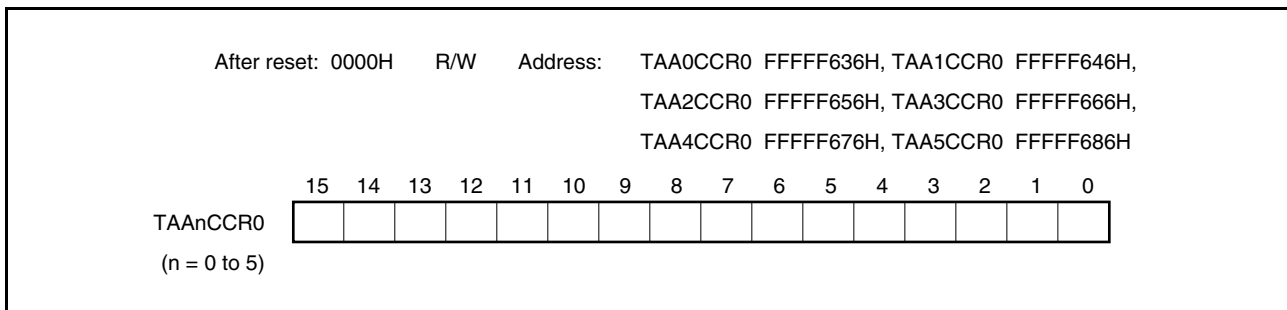 After reset: 0000H R/W Address: TAA0CCR0 FFFFF636H, TAA1CCR0 FFFFF646H,
TAA2CCR0 FFFFF656H, TAA3CCR0 FFFFF666H,
TAA4CCR0 FFFFF676H, TAA5CCR0 FFFFF686H
15 14 13 12 11 10 9 8 7 6 5 4 3 2 1 0
TAAnCCR0
(n = 0 to 5)